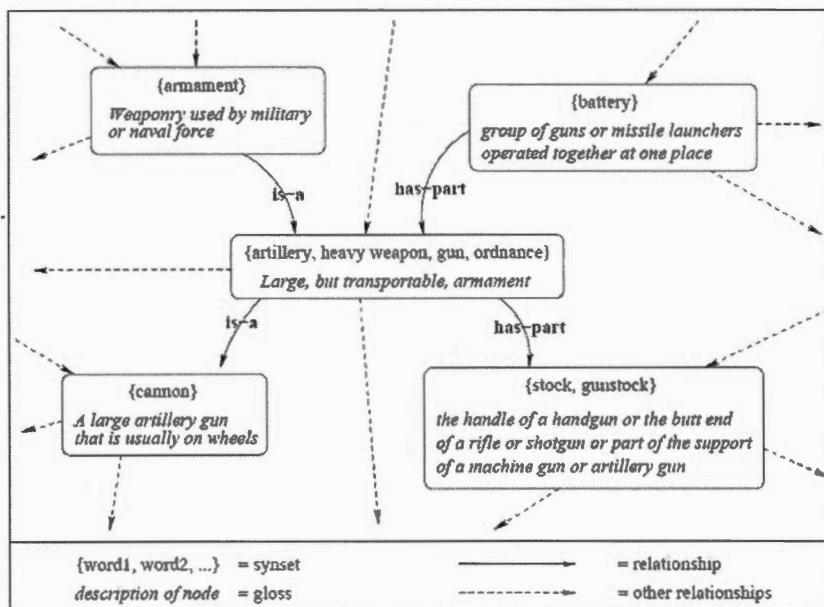 {armament}
Weaponry used by military
or naval force
{battery}
group of guns or missile launchers
operated together at one place
is-a
has-part
{artillery, heavy weapon, gun, ordnance}
Large, but transportable, armament
is-a
has-part
{cannon}
A large artillery gun
that is usually on wheels
{stock, gunstock}
the handle of a handgun or the butt end
of a rifle or shotgun or part of the support
of a machine gun or artillery gun
{word1, word2, ...} = synset
= relationship
description of node = gloss
= other relationships